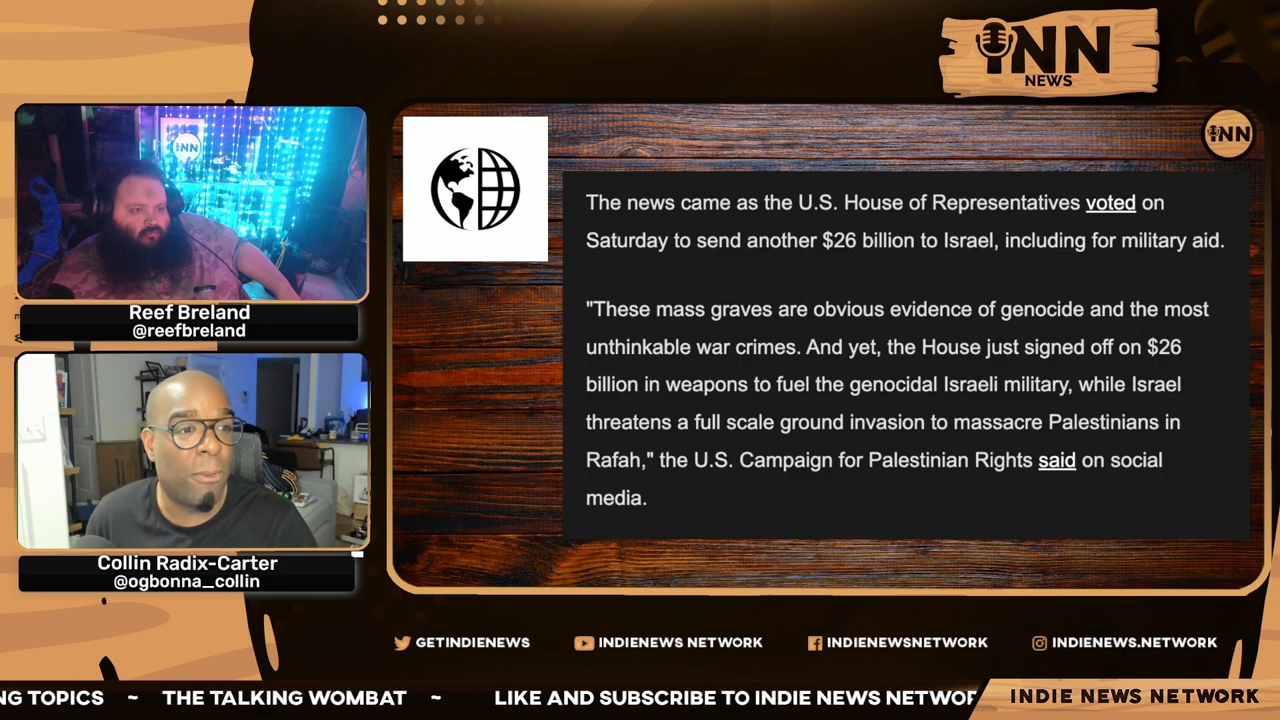 iNN
NEWS
iNN
iNN
Reef Breland
@reefbreland
Collin Radix-Carter
@ogbonna_collin
The news came as the U.S. House of Representatives voted on
Saturday to send another $26 billion to Israel, including for military aid.
"These mass graves are obvious evidence of genocide and the most
unthinkable war crimes. And yet, the House just signed off on $26
billion in weapons to fuel the genocidal Israeli military, while Israel
threatens a full scale ground invasion to massacre Palestinians in
Rafah," the U.S. Campaign for Palestinian Rights said on social
media.
GETINDIENEWS
INDIENEWS NETWORK
INDIENEWSNETWORK
INDIENEWS.NETWORK
NG TOPICS ~ THE TALKING WOMBAT ~ LIKE AND SUBSCRIBE TO INDIE NEWS NETWOR
INDIE NEWS NETWORK